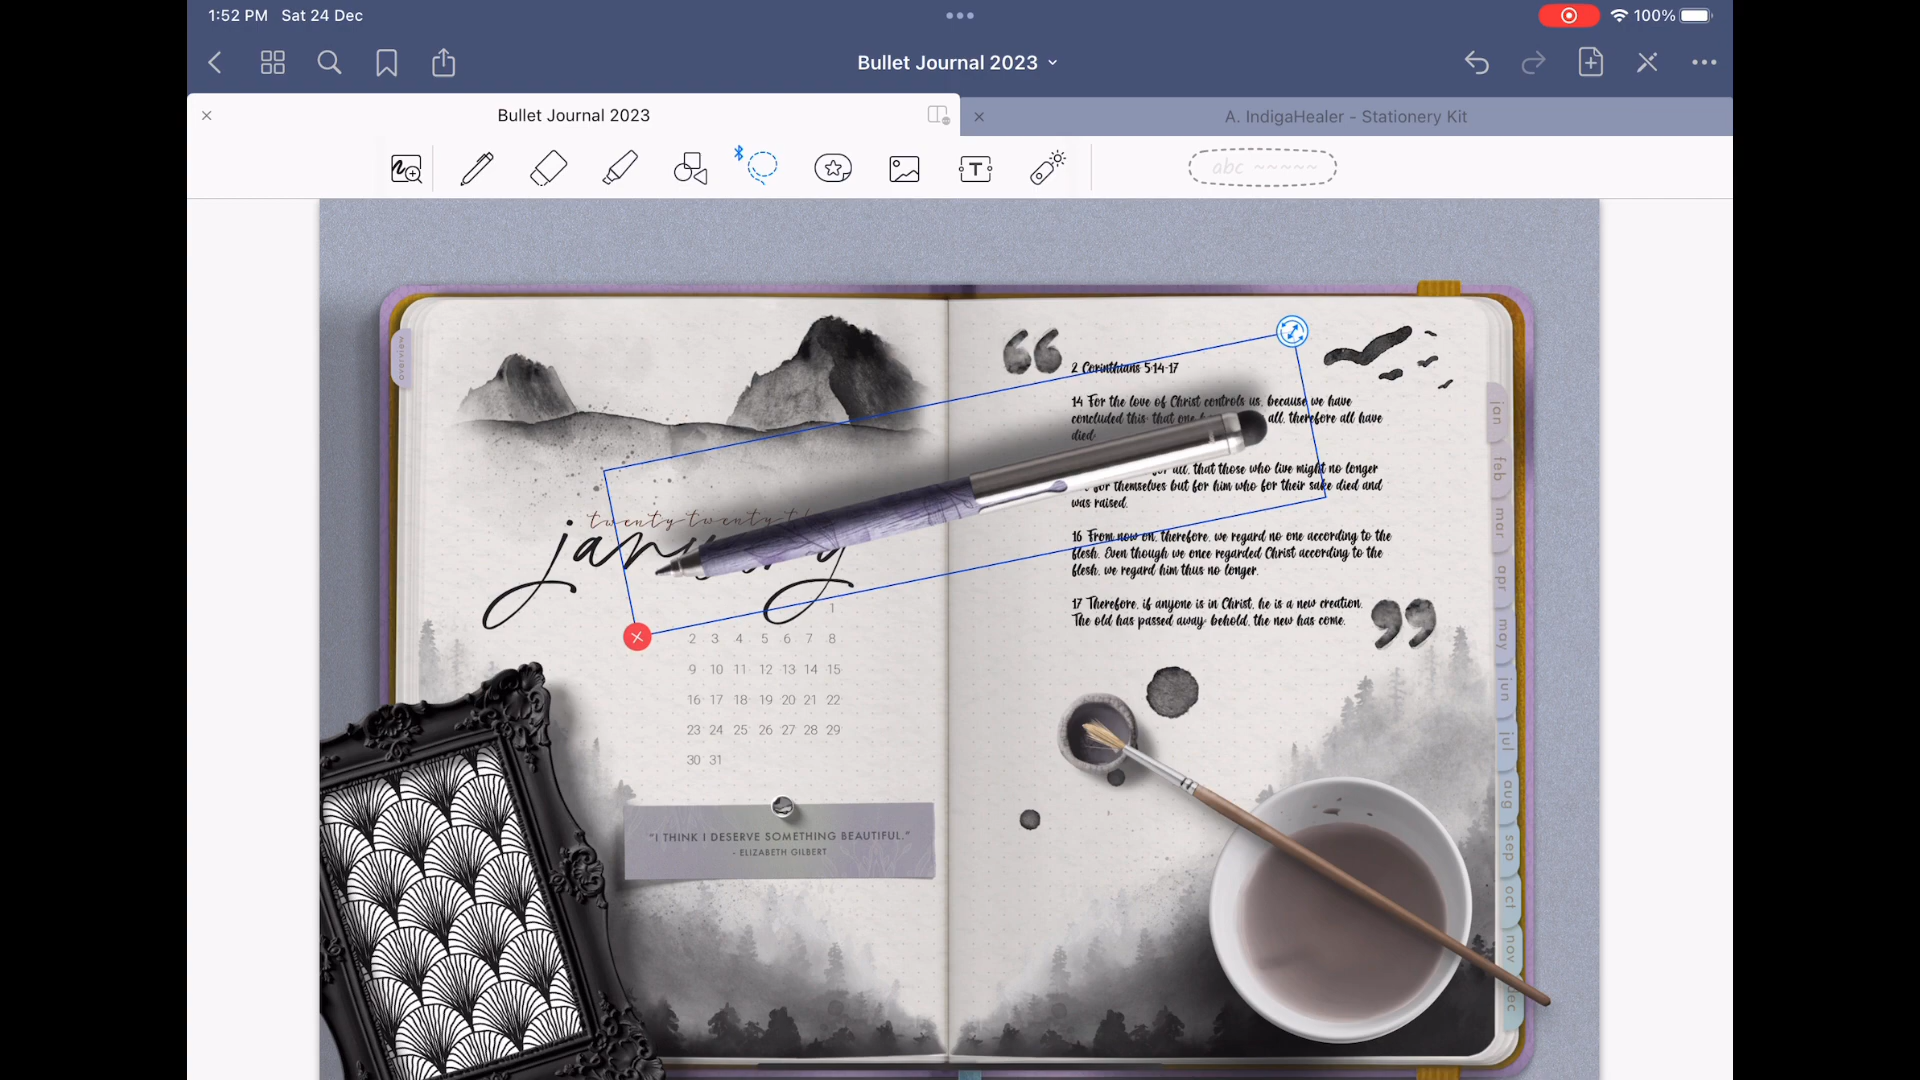 1:52 PM Sat 24 Dec
100%
Bullet Journal 2023
Bullet Journal 2023
A. IndigaHealer - Stationery Kit
abc ~~~~~
T
2 Corinthians 5:14-17
14 For the love of Christ controls us, because we have
concluded this: that one all, therefore all have
died;
all, that those who live might no longer
for themselves but for him who for their sake died and
was raised.
16 From now on, therefore, we regard no one according to the
flesh. Even though we once regarded Christ according to the
flesh, we regard him thus no longer.
17 Therefore, if anyone is in Christ, he is a new creation.
The old has passed away; behold, the new has come.
twenty twenty
january
1
2 3 4 5 6 7 8
9 10 11 12 13 14 15
16 17 18 19 20 21 22
23 24 25 26 27 28 29
30 31
"I THINK I DESERVE SOMETHING BEAUTIFUL."
- ELIZABETH GILBERT
jan
feb
mar
apr
may
jun
jul
aug
sep
oct
nov
dec